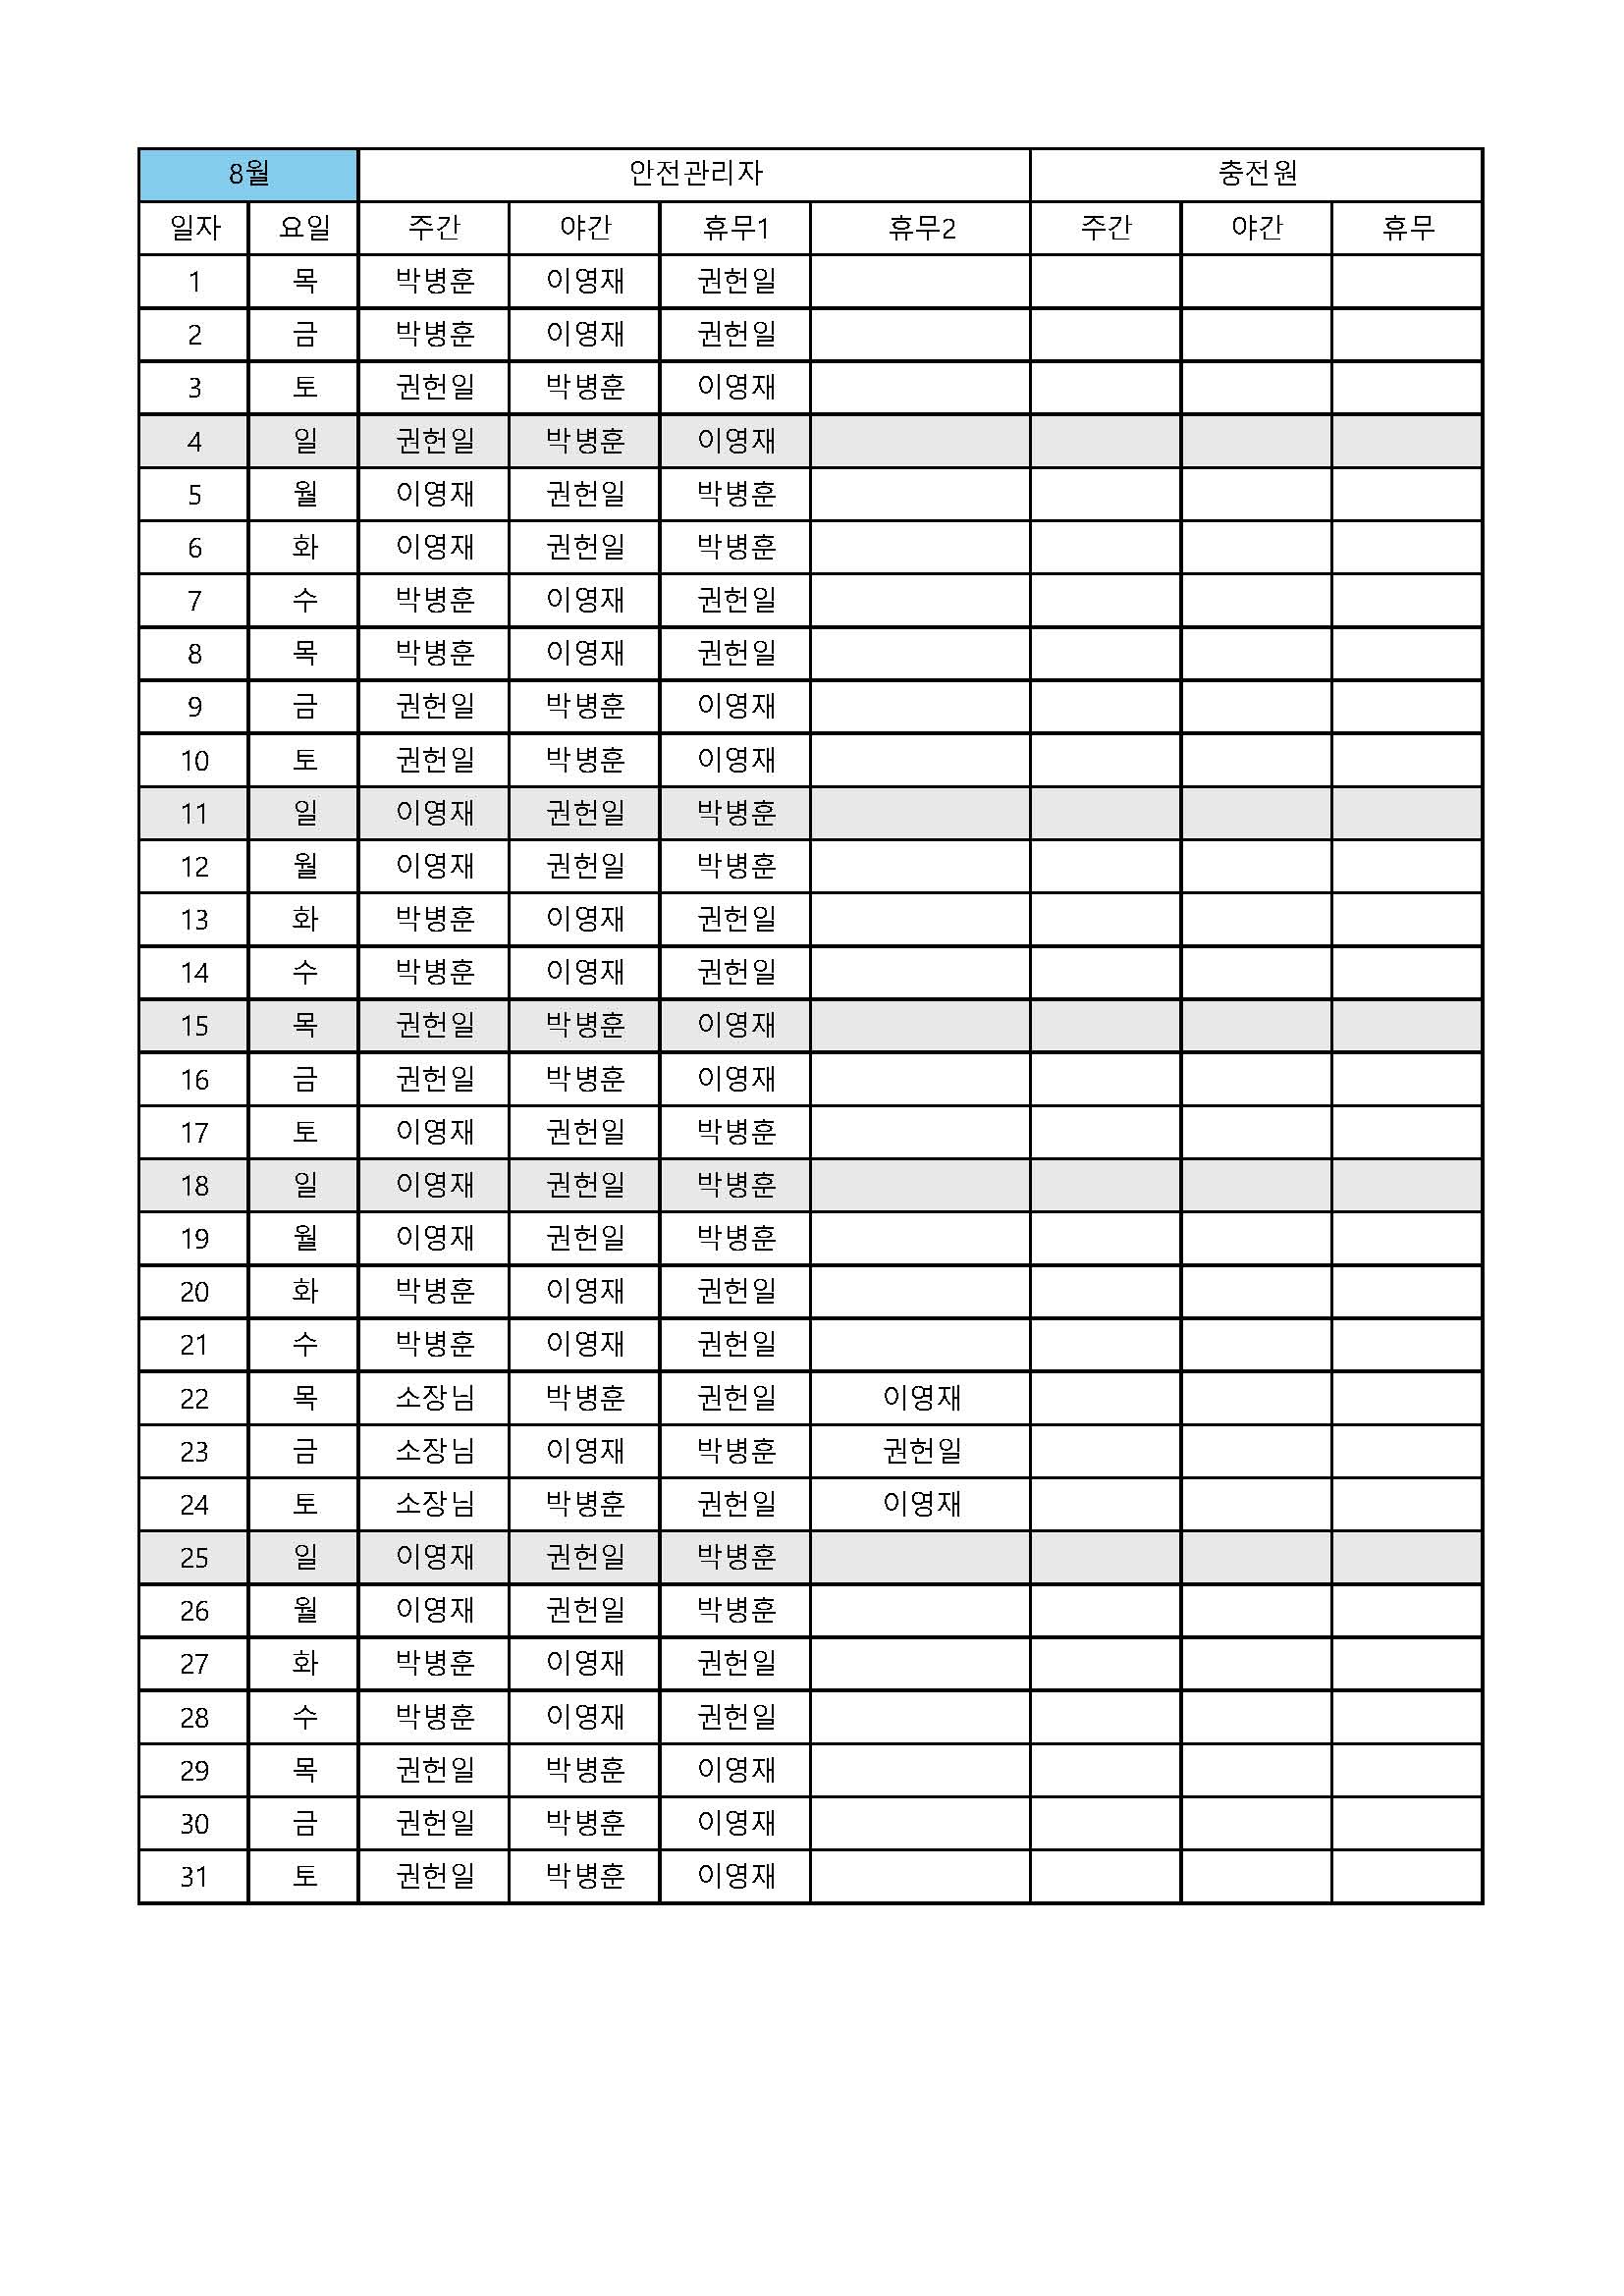 8월 안전관리자 충전원
일자 요일 주간 야간 휴무1 휴무2 주간 야간 휴무
1 목 박병훈 이영재 권헌일
2 금 박병훈 이영재 권헌일
3 토 권헌일 박병훈 이영재
4 일 권헌일 박병훈 이영재
5 월 이영재 권헌일 박병훈
6 화 이영재 권헌일 박병훈
7 수 박병훈 이영재 권헌일
8 목 박병훈 이영재 권헌일
9 금 권헌일 박병훈 이영재
10 토 권헌일 박병훈 이영재
11 일 이영재 권헌일 박병훈
12 월 이영재 권헌일 박병훈
13 화 박병훈 이영재 권헌일
14 수 박병훈 이영재 권헌일
15 목 권헌일 박병훈 이영재
16 금 권헌일 박병훈 이영재
17 토 이영재 권헌일 박병훈
18 일 이영재 권헌일 박병훈
19 월 이영재 권헌일 박병훈
20 화 박병훈 이영재 권헌일
21 수 박병훈 이영재 권헌일
22 목 소장님 박병훈 권헌일 이영재
23 금 소장님 이영재 박병훈 권헌일
24 토 소장님 박병훈 권헌일 이영재
25 일 이영재 권헌일 박병훈
26 월 이영재 권헌일 박병훈
27 화 박병훈 이영재 권헌일
28 수 박병훈 이영재 권헌일
29 목 권헌일 박병훈 이영재
30 금 권헌일 박병훈 이영재
31 토 권헌일 박병훈 이영재